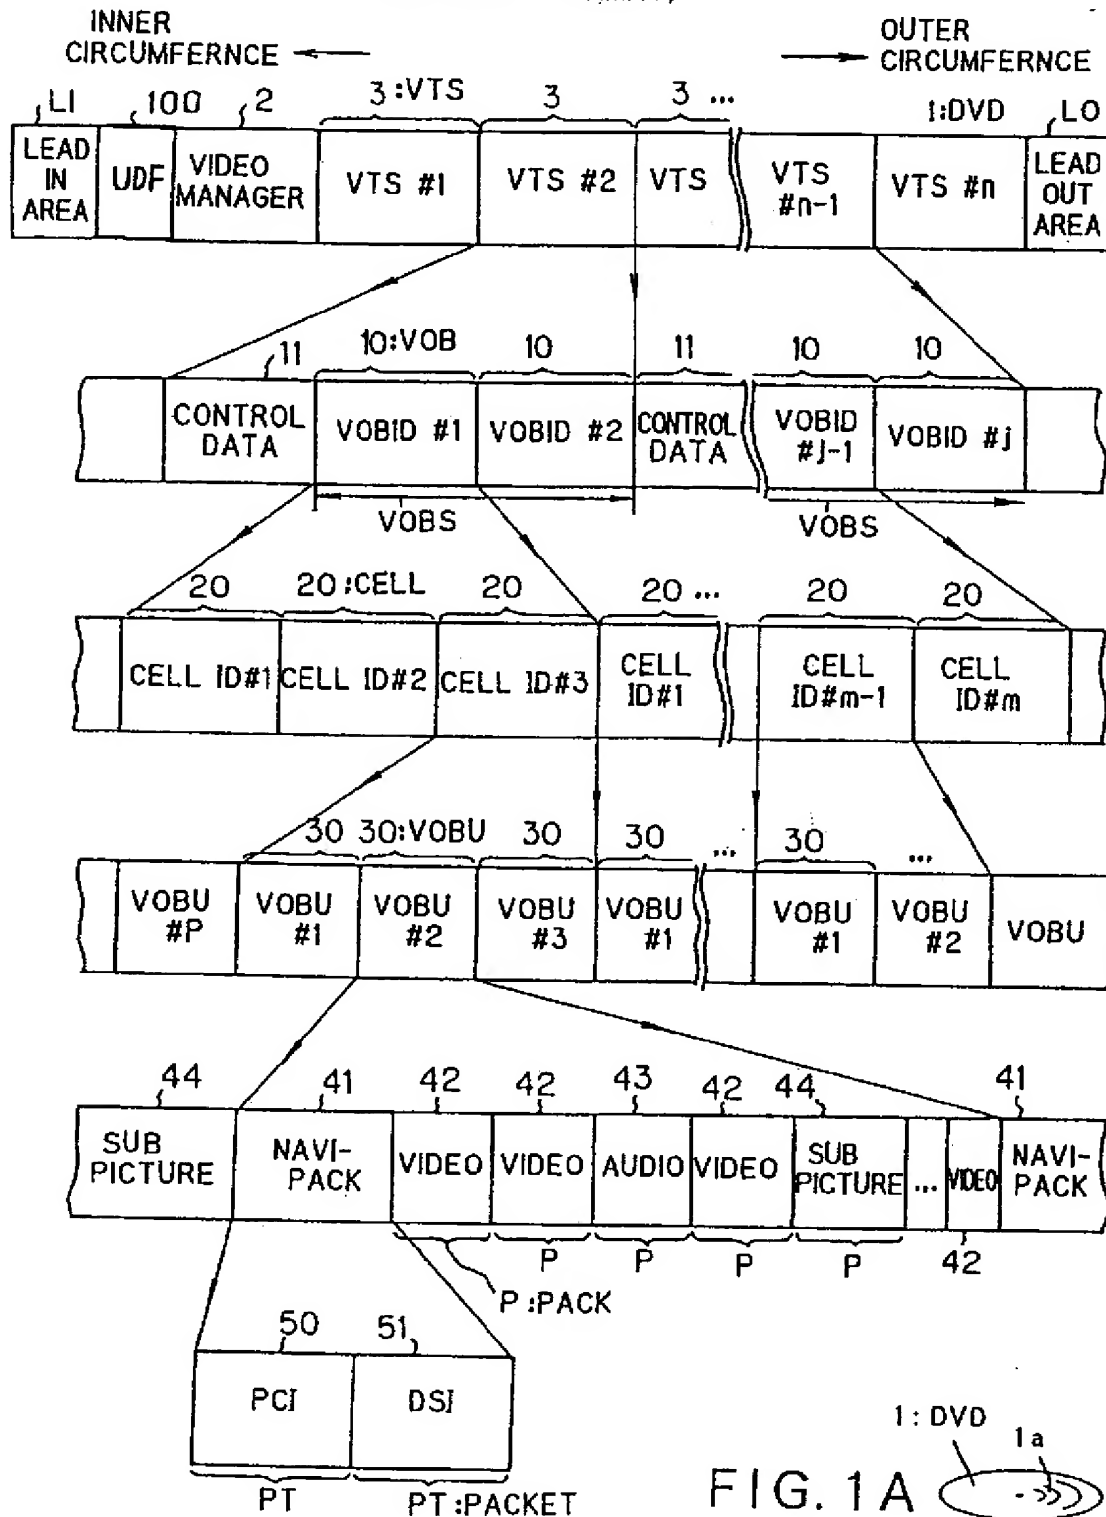 INNER
CIRCUMFERNCE
OUTER
CIRCUMFERNCE
LI 100 2 3:VTS 3 3 ... 1:DVD LO
LEAD IN AREA UDF VIDEO MANAGER VTS #1 VTS #2 VTS VTS #n-1 VTS #n LEAD OUT AREA
11 10:VOB 10 11 10 10
CONTROL DATA VOBID #1 VOBID #2 CONTROL DATA VOBID #J-1 VOBID #j
VOBS VOBS
20 20:CELL 20 20 ... 20 20
CELL ID#1 CELL ID#2 CELL ID#3 CELL ID#1 CELL ID#m-1 CELL ID#m
30 30:VOBU 30 30 ... 30 ...
VOBU #P VOBU #1 VOBU #2 VOBU #3 VOBU #1 VOBU #1 VOBU #2 VOBU
44 41 42 42 43 42 44 41
SUB PICTURE NAVI-PACK VIDEO VIDEO AUDIO VIDEO SUB PICTURE ... VIDEO NAVI-PACK
P P P P 42
P:PACK
50 51
PCI DSI
PT PT:PACKET
1:DVD
1a
FIG. 1A